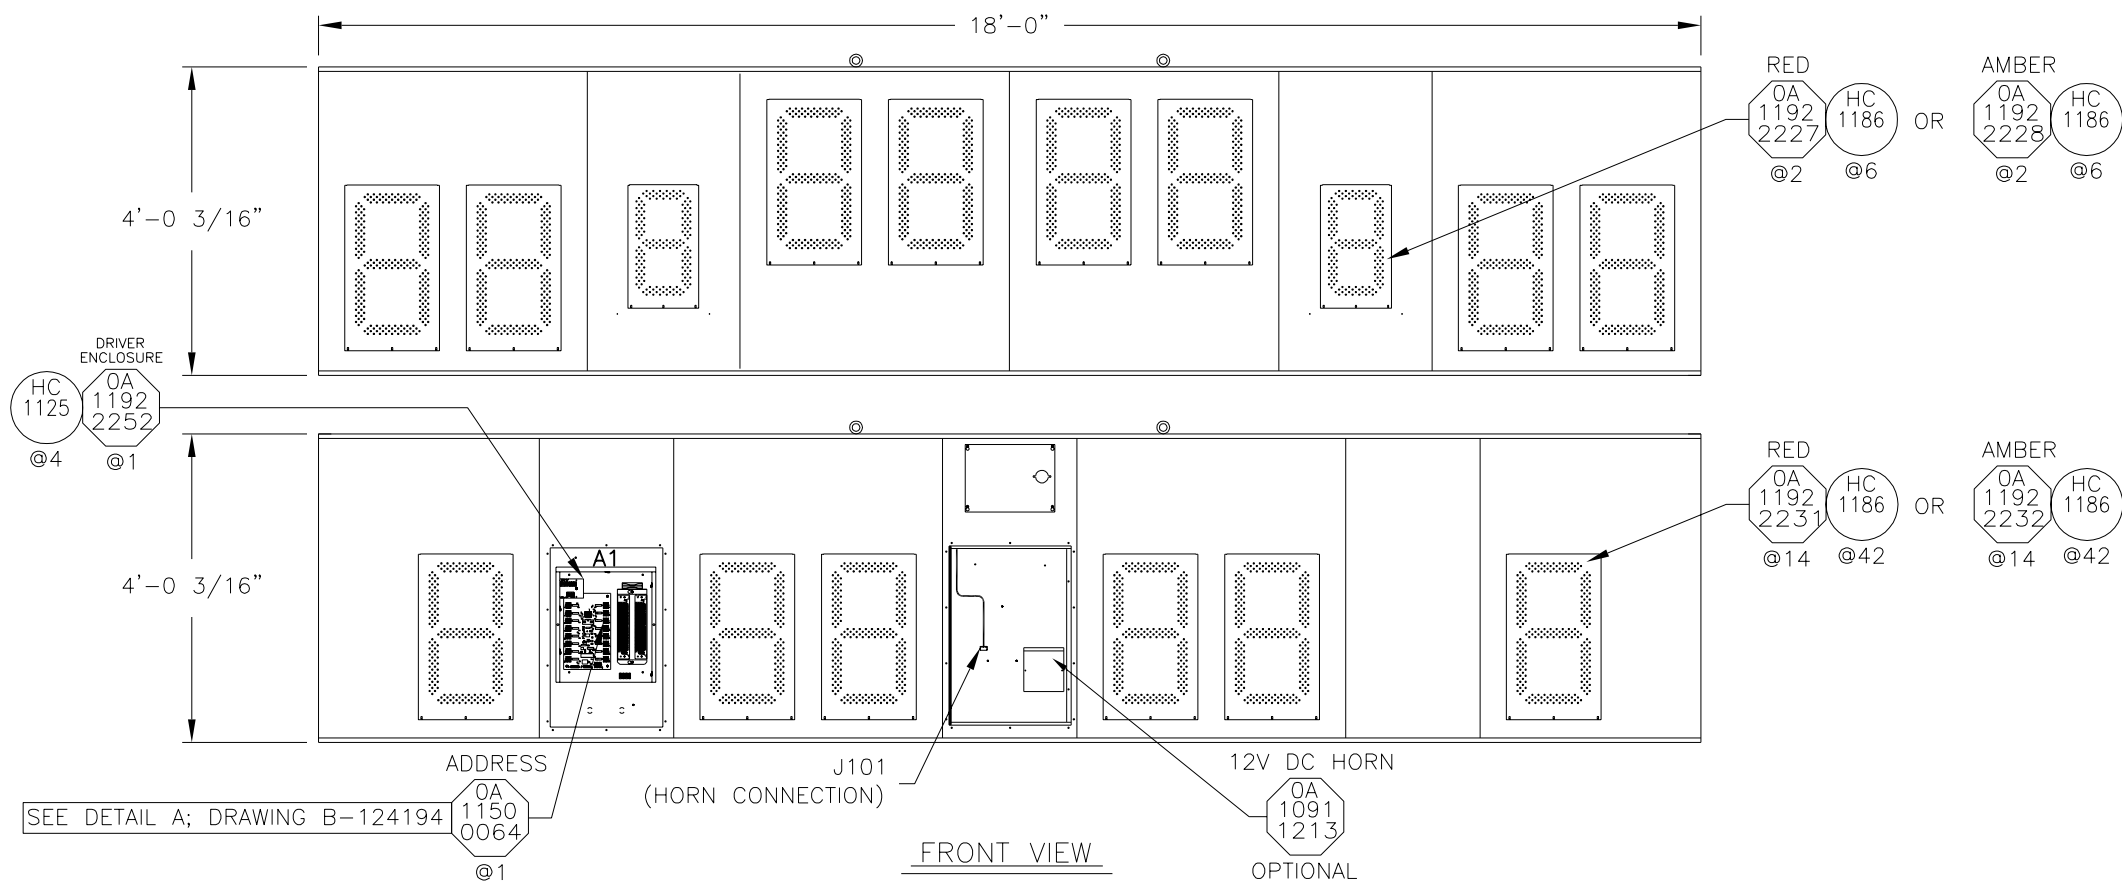 18'-0"
RED
AMBER
0A
1192
2227
HC
1186
OR
0A
1192
2228
HC
1186
@2
@6
@2
@6
4'-0 3/16"
DRIVER
ENCLOSURE
HC
1125
0A
1192
2252
@4
@1
RED
AMBER
0A
1192
2231
HC
1186
OR
0A
1192
2232
HC
1186
@14
@42
@14
@42
A1
4'-0 3/16"
ADDRESS
0A
1150
0064
@1
SEE DETAIL A; DRAWING B-124194
J101
(HORN CONNECTION)
12V DC HORN
0A
1091
1213
OPTIONAL
FRONT VIEW